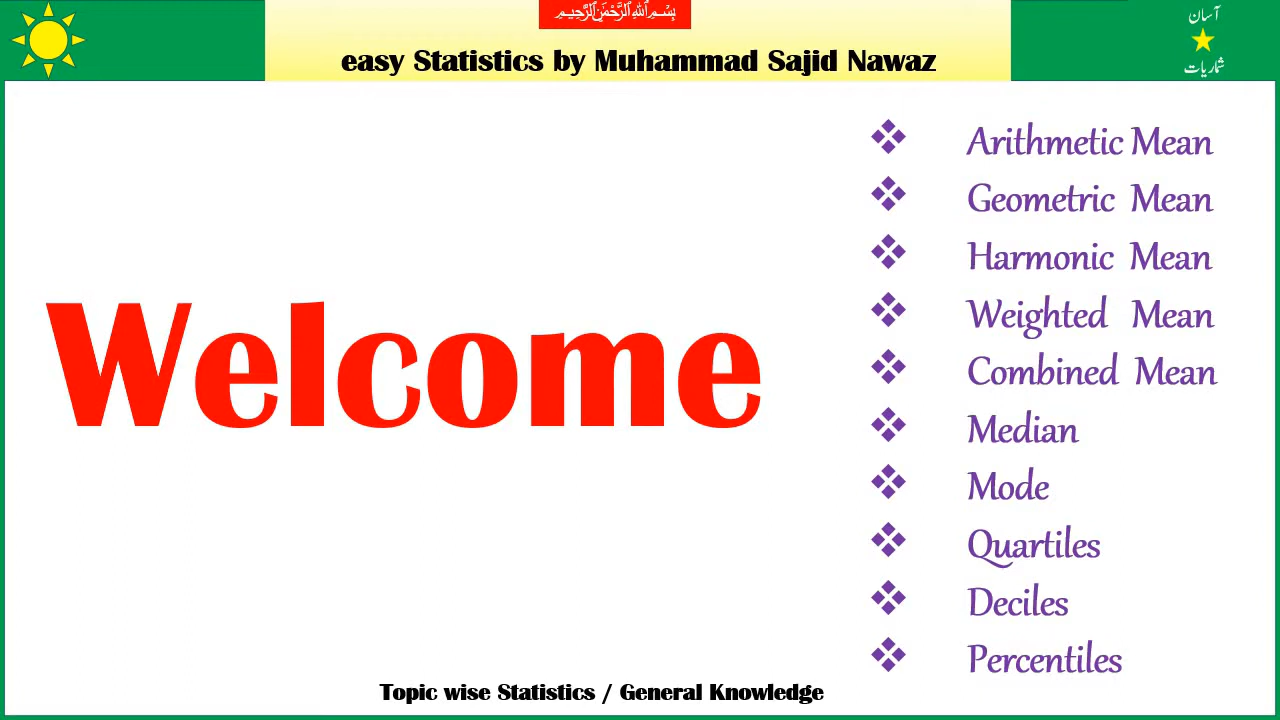 بِسْمِ اللهِ الرَّحْمٰنِ الرَّحِيْمِ
easy Statistics by Muhammad Sajid Nawaz
آسان
شماریات
Welcome
Arithmetic Mean
Geometric Mean
Harmonic Mean
Weighted Mean
Combined Mean
Median
Mode
Quartiles
Deciles
Percentiles
Topic wise Statistics / General Knowledge